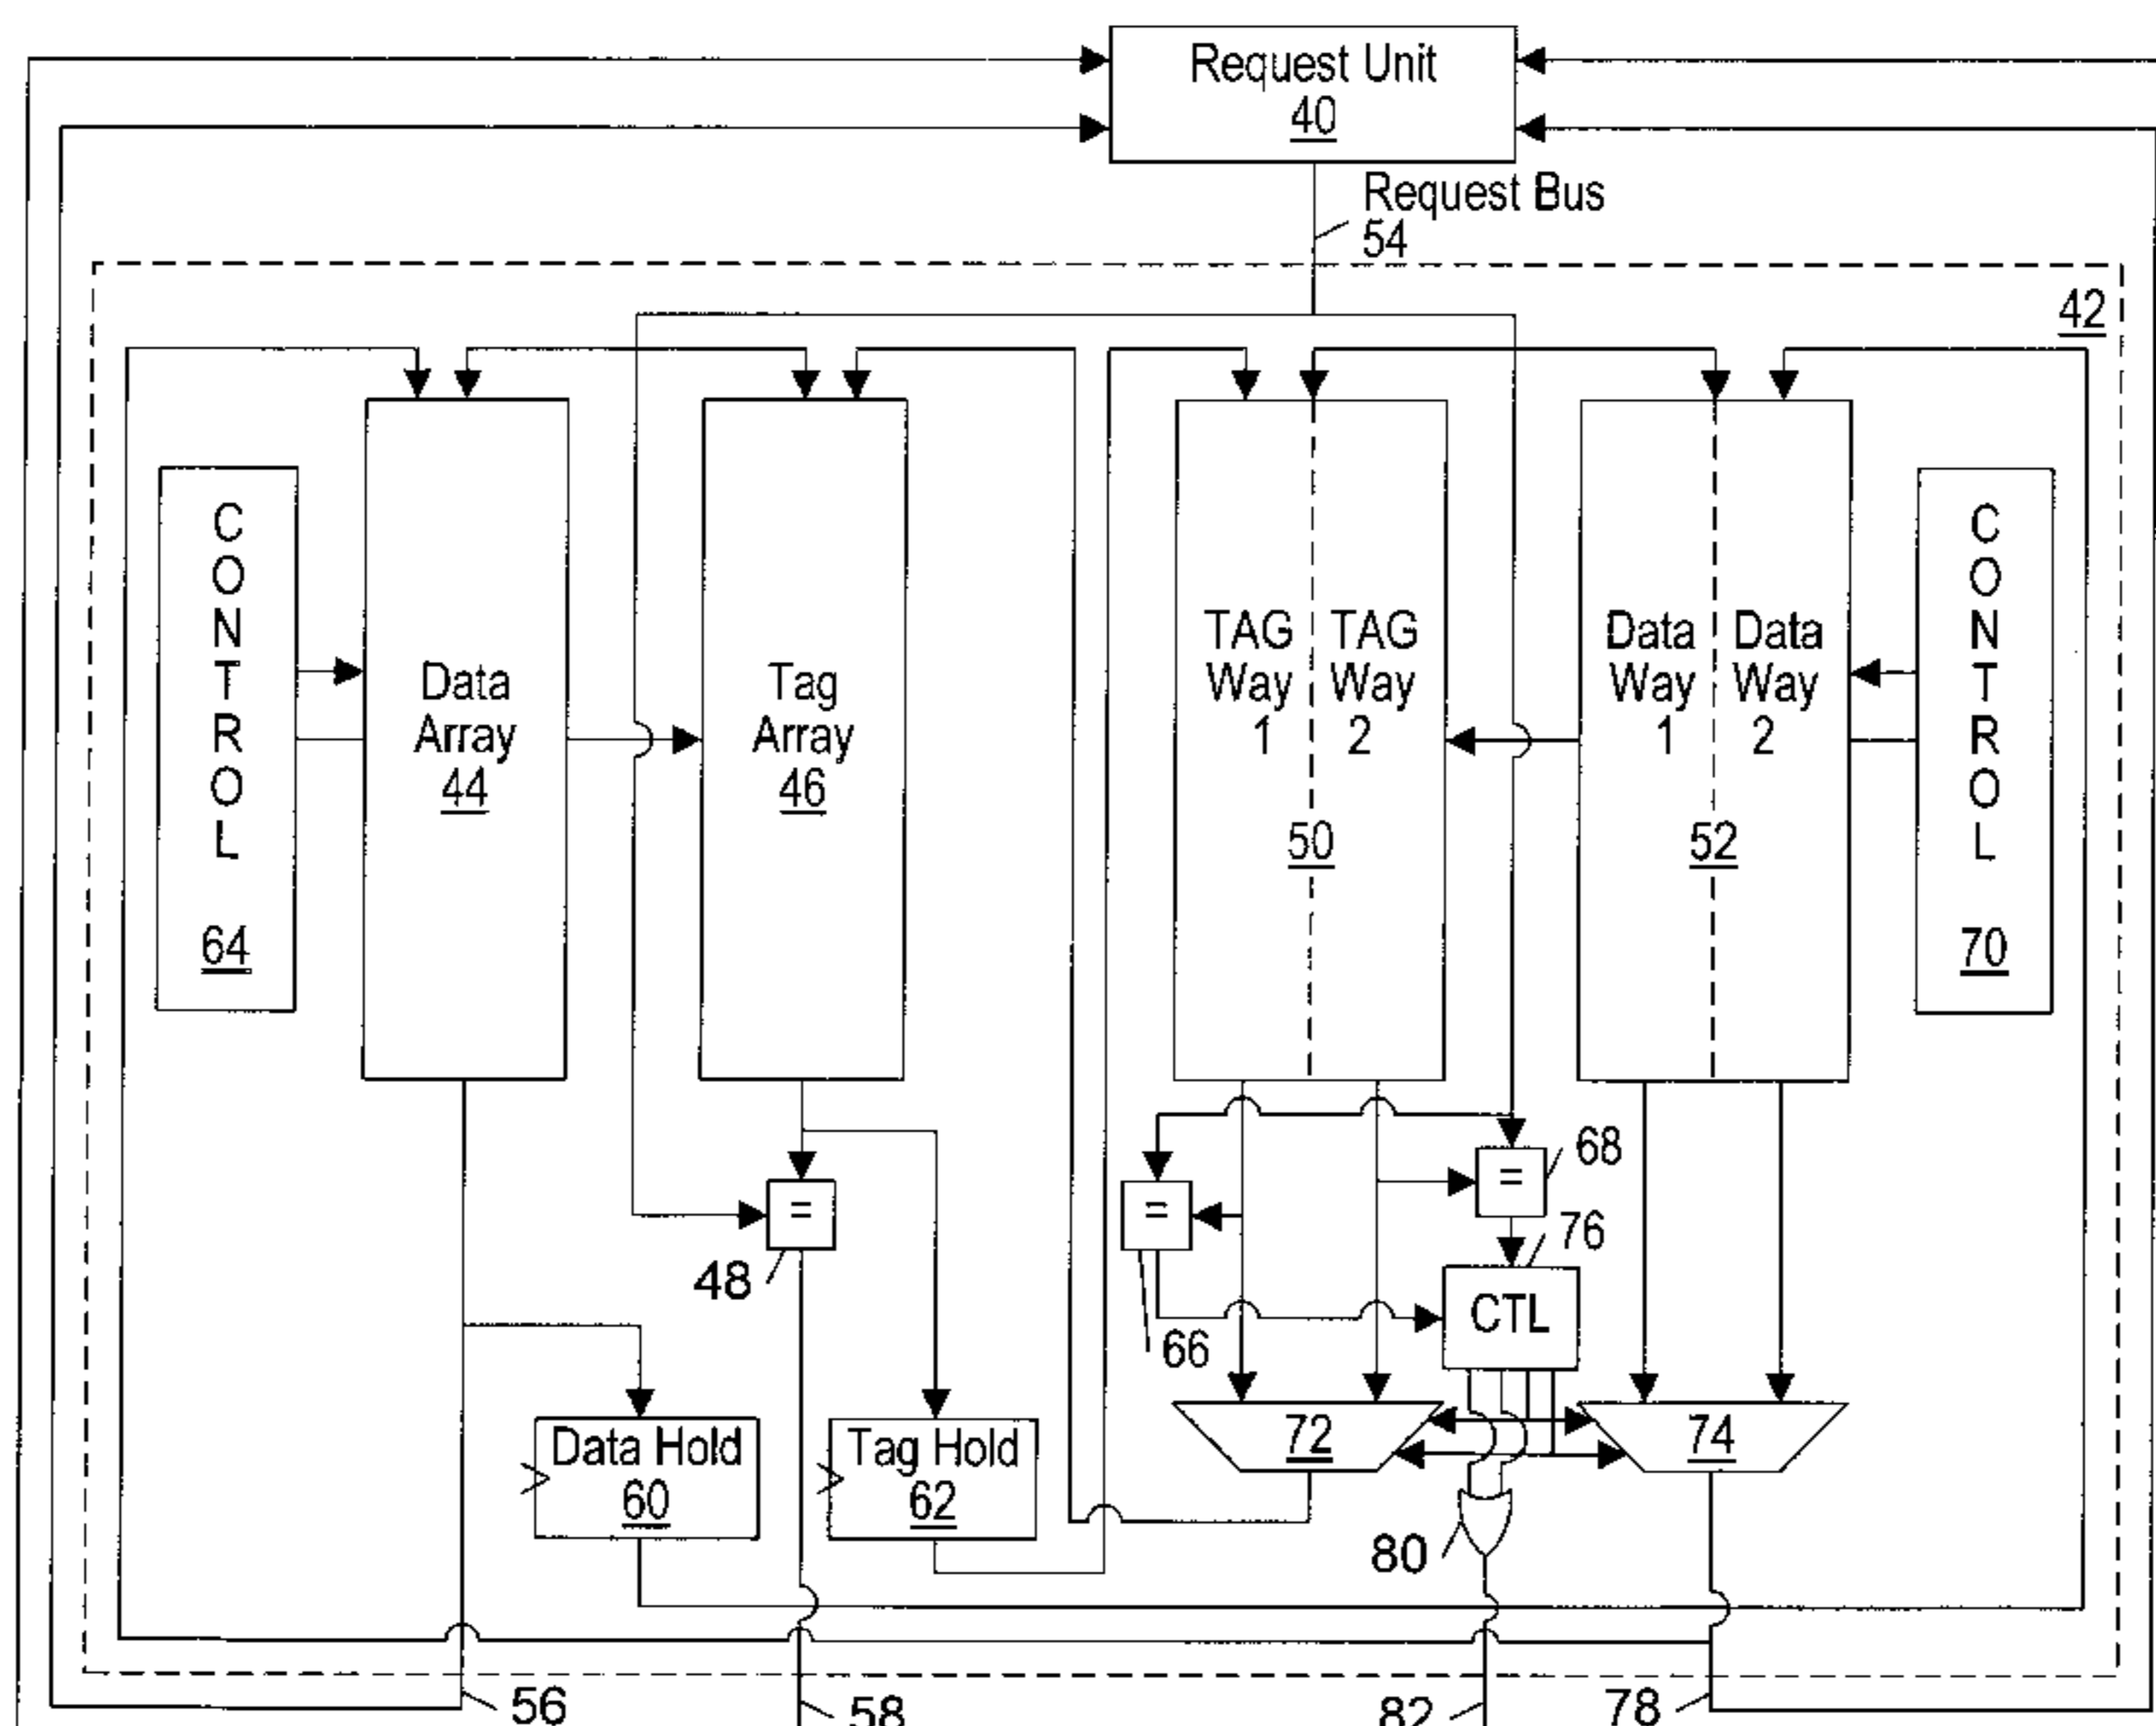 Request Unit
40
Request Bus
54
42
CONTROL
64
Data
Array
44
Tag
Array
46
TAG
Way
1
TAG
Way
2
50
Data
Way
1
Data
Way
2
52
CONTROL
70
=
48
=
66
=
68
76
CTL
Data Hold
60
Tag Hold
62
72
74
80
56
58
82
78